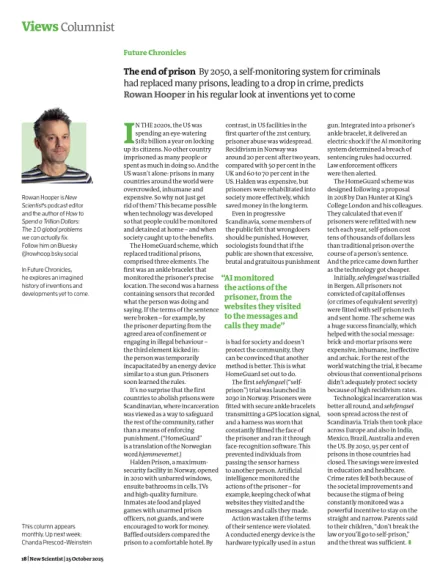 Views Columnist
Future Chronicles
The end of prison By 2050, a self-monitoring system for criminals
had replaced many prisons, leading to a drop in crime, predicts
Rowan Hooper in his regular look at inventions yet to come
Rowan Hooper is New
Scientist's podcast editor
and the author of How to
Spend a Trillion Dollars:
The 10 global problems
we can actually fix.
Follow him on Bluesky
@rowhoop.bsky.social
In Future Chronicles,
he explores an imagined
history of inventions and
developments yet to come.
This column appears
monthly. Up next week:
Chanda Prescod-Weinstein
IN THE 2020s, the US was
spending an eye-watering
$182 billion a year on locking
up its citizens. No other country
imprisoned as many people or
spent as much in doing so. And the
US wasn't alone: prisons in many
countries around the world were
overcrowded, inhumane and
expensive. So why not just get
rid of them? This became possible
when technology was developed
so that people could be monitored
and detained at home – and when
society caught up to the benefits.
The HomeGuard scheme, which
replaced traditional prisons,
comprised three elements. The
first was an ankle bracelet that
monitored the prisoner's precise
location. The second was a harness
containing sensors that recorded
what the person was doing and
saying. If the terms of the sentence
were broken – for example, by
the prisoner departing from the
agreed area of confinement or
engaging in illegal behaviour –
the third element kicked in:
the person was temporarily
incapacitated by an energy device
similar to a stun gun. Prisoners
soon learned the rules.
It's no surprise that the first
countries to abolish prisons were
Scandinavian, where incarceration
was viewed as a way to safeguard
the rest of the community, rather
than a means of enforcing
punishment. ("HomeGuard"
is a translation of the Norwegian
word hjemmevernet.)
Halden Prison, a maximum-
security facility in Norway, opened
in 2010 with unbarred windows,
ensuite bathrooms in cells, TVs
and high-quality furniture.
Inmates ate food and played
games with unarmed prison
officers, not guards, and were
encouraged to work for money.
Baffled outsiders compared the
prison to a comfortable hotel. By
contrast, in US facilities in the
first quarter of the 21st century,
prisoner abuse was widespread.
Recidivism in Norway was
around 20 per cent after two years,
compared with 50 per cent in the
UK and 60 to 70 per cent in the
US. Halden was expensive, but
prisoners were rehabilitated into
society more effectively, which
saved money in the long term.
Even in progressive
Scandinavia, some members of
the public felt that wrongdoers
should be punished. However,
sociologists found that if the
public are shown that excessive,
brutal and gratuitous punishment
"AI monitored
the actions of the
prisoner, from the
websites they visited
to the messages and
calls they made"
is bad for society and doesn't
protect the community, they
can be convinced that another
method is better. This is what
HomeGuard set out to do.
The first selvfengsel ("self-
prison") trial was launched in
2030 in Norway. Prisoners were
fitted with secure ankle bracelets
transmitting a GPS location signal,
and a harness was worn that
constantly filmed the face of
the prisoner and ran it through
face-recognition software. This
prevented individuals from
passing the sensor harness
to another person. Artificial
intelligence monitored the
actions of the prisoner – for
example, keeping check of what
websites they visited and the
messages and calls they made.
Action was taken if the terms
of their sentence were violated.
A conducted energy device is the
hardware typically used in a stun
gun. Integrated into a prisoner's
ankle bracelet, it delivered an
electric shock if the AI monitoring
system determined a breach of
sentencing rules had occurred.
Law enforcement officers
were then alerted.
The HomeGuard scheme was
designed following a proposal
in 2018 by Dan Hunter at King's
College London and his colleagues.
They calculated that even if
prisoners were refitted with new
tech each year, self-prison cost
tens of thousands of dollars less
than traditional prison over the
course of a person's sentence.
And the price came down further
as the technology got cheaper.
Initially, selvfengsel was trialled
in Bergen. All prisoners not
convicted of capital offences
(or crimes of equivalent severity)
were fitted with self-prison tech
and sent home. The scheme was
a huge success financially, which
helped with the social message:
brick-and-mortar prisons were
expensive, inhumane, ineffective
and archaic. For the rest of the
world watching the trial, it became
obvious that conventional prisons
didn't adequately protect society
because of high recidivism rates.
Technological incarceration was
better all round, and selvfengsel
soon spread across the rest of
Scandinavia. Trials then took place
across Europe and also in India,
Mexico, Brazil, Australia and even
the US. By 2050, 95 per cent of
prisons in those countries had
closed. The savings were invested
in education and healthcare.
Crime rates fell both because of
the societal improvements and
because the stigma of being
constantly monitored was a
powerful incentive to stay on the
straight and narrow. Parents said
to their children, "don't break the
law or you'll go to self-prison,"
and the threat was sufficient.
18 | New Scientist | 25 October 2025